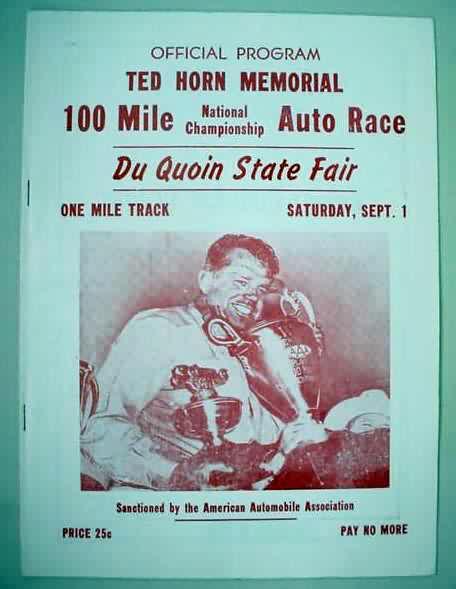 OFFICIAL PROGRAM
TED HORN MEMORIAL
100 Mile National Championship Auto Race
Du Quoin State Fair
ONE MILE TRACK SATURDAY, SEPT. 1
Sanctioned by the American Automobile Association
PRICE 25c PAY NO MORE